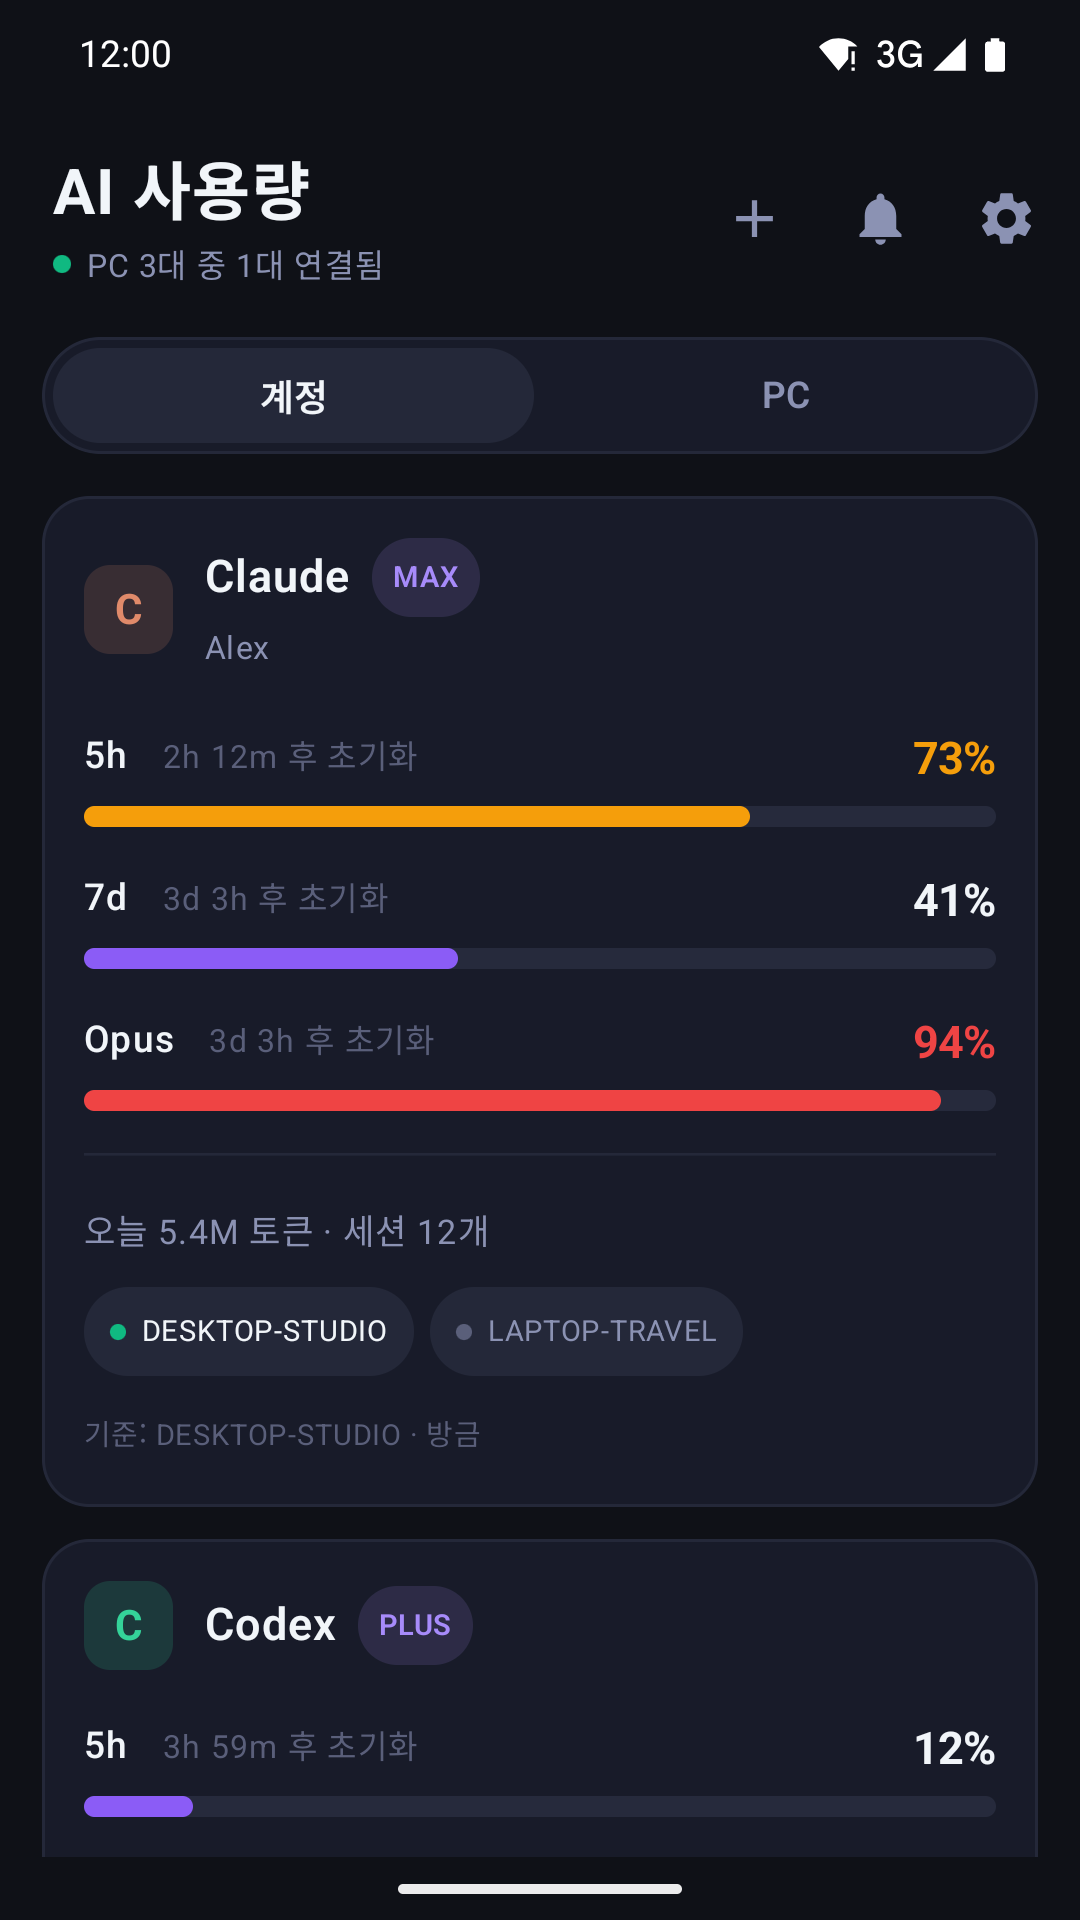 12:00 3G
AI 사용량
PC 3대 중 1대 연결됨
계정 PC
C Claude MAX
Alex
5h 2h 12m 후 초기화 73%
7d 3d 3h 후 초기화 41%
Opus 3d 3h 후 초기화 94%
오늘 5.4M 토큰 · 세션 12개
DESKTOP-STUDIO LAPTOP-TRAVEL
기준: DESKTOP-STUDIO · 방금
C Codex PLUS
5h 3h 59m 후 초기화 12%